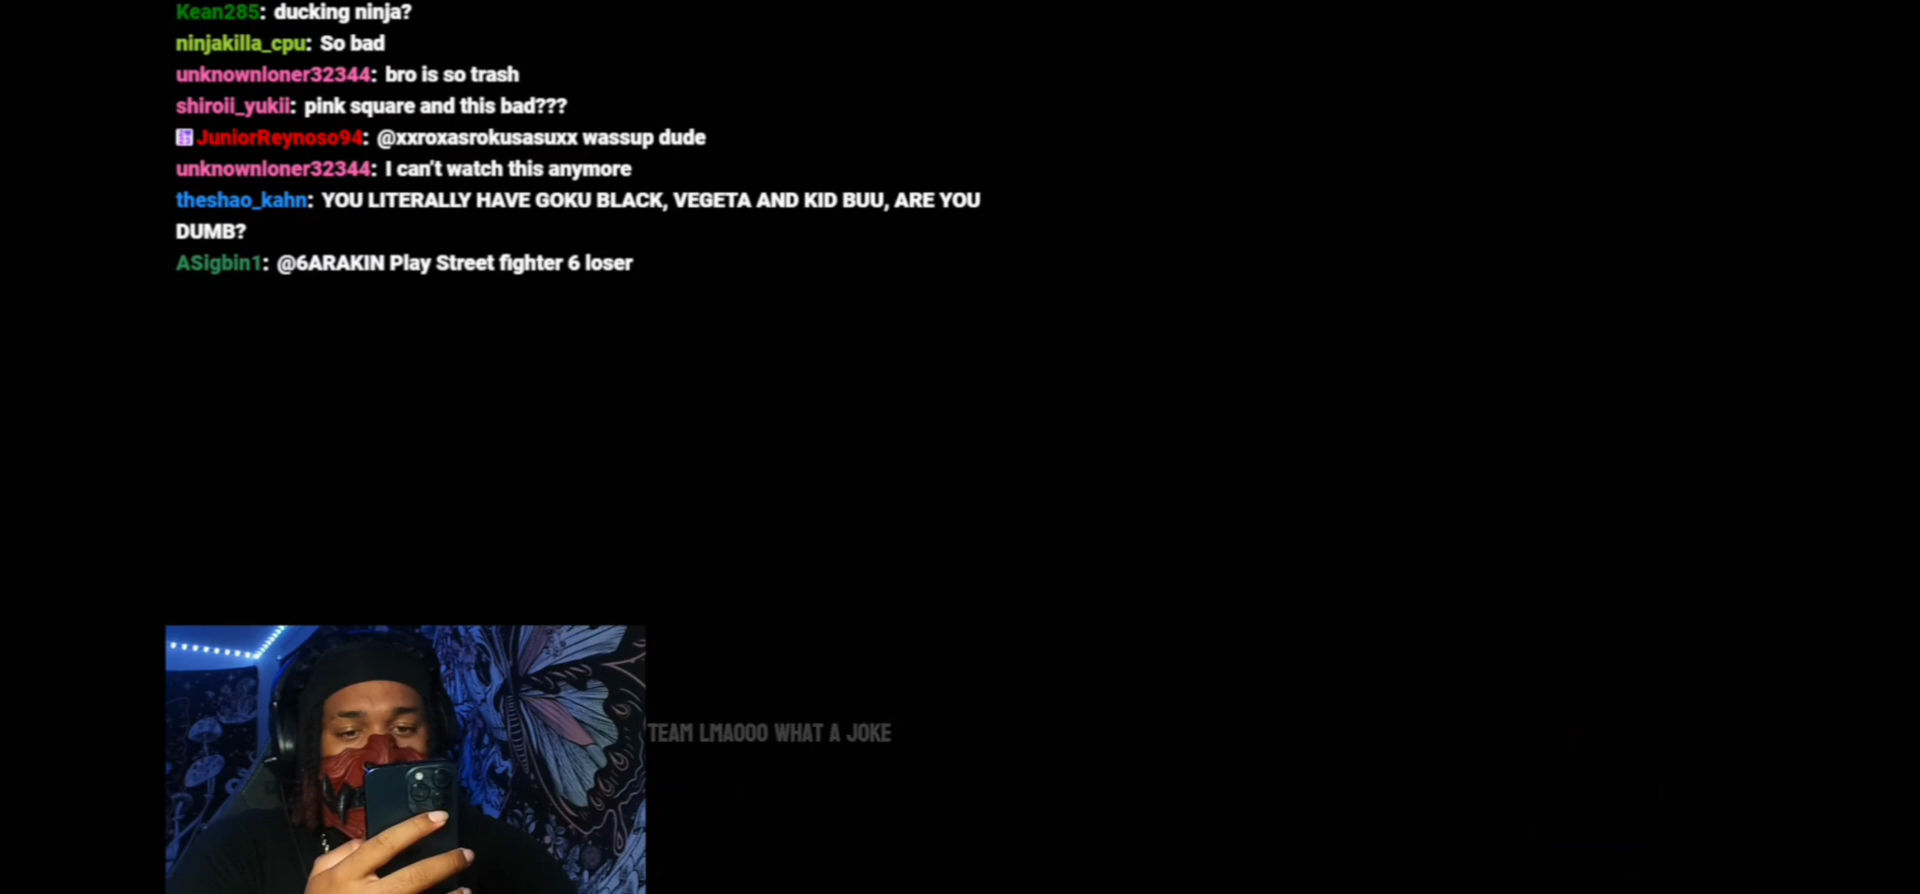 Kean285: ducking ninja?
ninjakilla_cpu: So bad
unknownloner32344: bro is so trash
shiroii_yukii: pink square and this bad???
JuniorReynoso94: @xxroxasrokusasuxx wassup dude
unknownloner32344: I can't watch this anymore
theshao_kahn: YOU LITERALLY HAVE GOKU BLACK, VEGETA AND KID BUU, ARE YOU
DUMB?
ASigbin1: @6ARAKIN Play Street fighter 6 loser
TEAM LMAOOO WHAT A JOKE